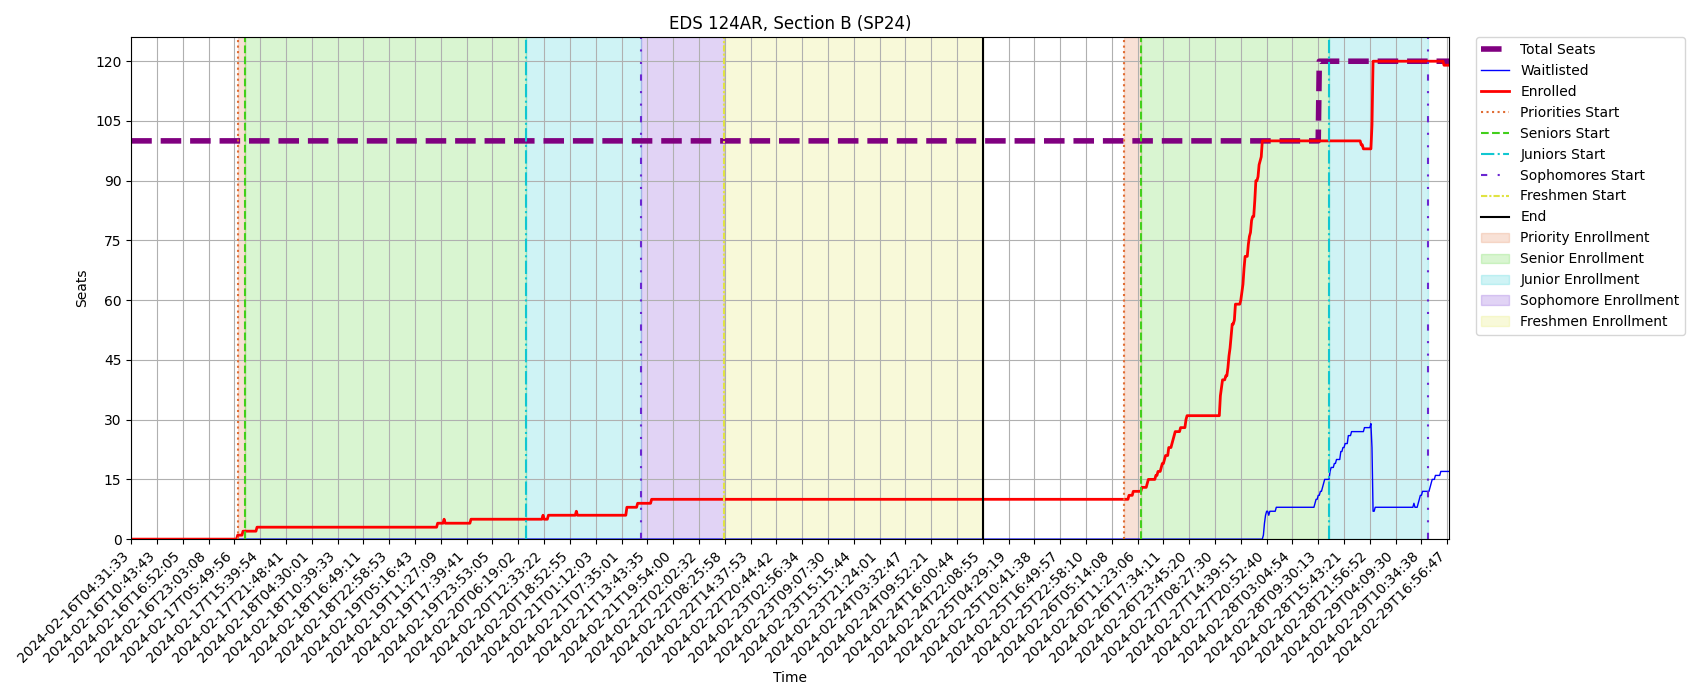 EDS 124AR, Section B (SP24)
Seats
120
105
90
75
60
45
30
15
0
2024-02-16T04:31:33
2024-02-16T10:43:43
2024-02-16T16:52:05
2024-02-16T23:03:08
2024-02-17T05:49:56
2024-02-17T15:39:54
2024-02-17T21:48:41
2024-02-18T04:30:01
2024-02-18T10:39:33
2024-02-18T16:49:11
2024-02-18T22:58:53
2024-02-19T05:16:43
2024-02-19T11:27:09
2024-02-19T17:39:41
2024-02-19T23:53:05
2024-02-20T06:19:02
2024-02-20T12:33:22
2024-02-20T18:52:55
2024-02-21T01:12:03
2024-02-21T07:35:01
2024-02-21T13:43:35
2024-02-21T19:54:00
2024-02-22T02:02:32
2024-02-22T08:25:58
2024-02-22T14:37:53
2024-02-22T20:44:42
2024-02-23T02:56:34
2024-02-23T09:07:30
2024-02-23T15:15:44
2024-02-23T21:24:01
2024-02-24T03:32:47
2024-02-24T09:52:21
2024-02-24T16:00:44
2024-02-24T22:08:55
2024-02-25T04:29:19
2024-02-25T10:41:38
2024-02-25T16:49:57
2024-02-25T22:58:10
2024-02-26T05:14:08
2024-02-26T11:23:06
2024-02-26T17:34:11
2024-02-26T23:45:20
2024-02-27T08:27:30
2024-02-27T14:39:51
2024-02-27T20:52:40
2024-02-28T03:04:54
2024-02-28T09:30:13
2024-02-28T15:43:21
2024-02-28T21:56:52
2024-02-29T04:09:30
2024-02-29T10:34:38
2024-02-29T16:56:47
Time
Total Seats
Waitlisted
Enrolled
Priorities Start
Seniors Start
Juniors Start
Sophomores Start
Freshmen Start
End
Priority Enrollment
Senior Enrollment
Junior Enrollment
Sophomore Enrollment
Freshmen Enrollment